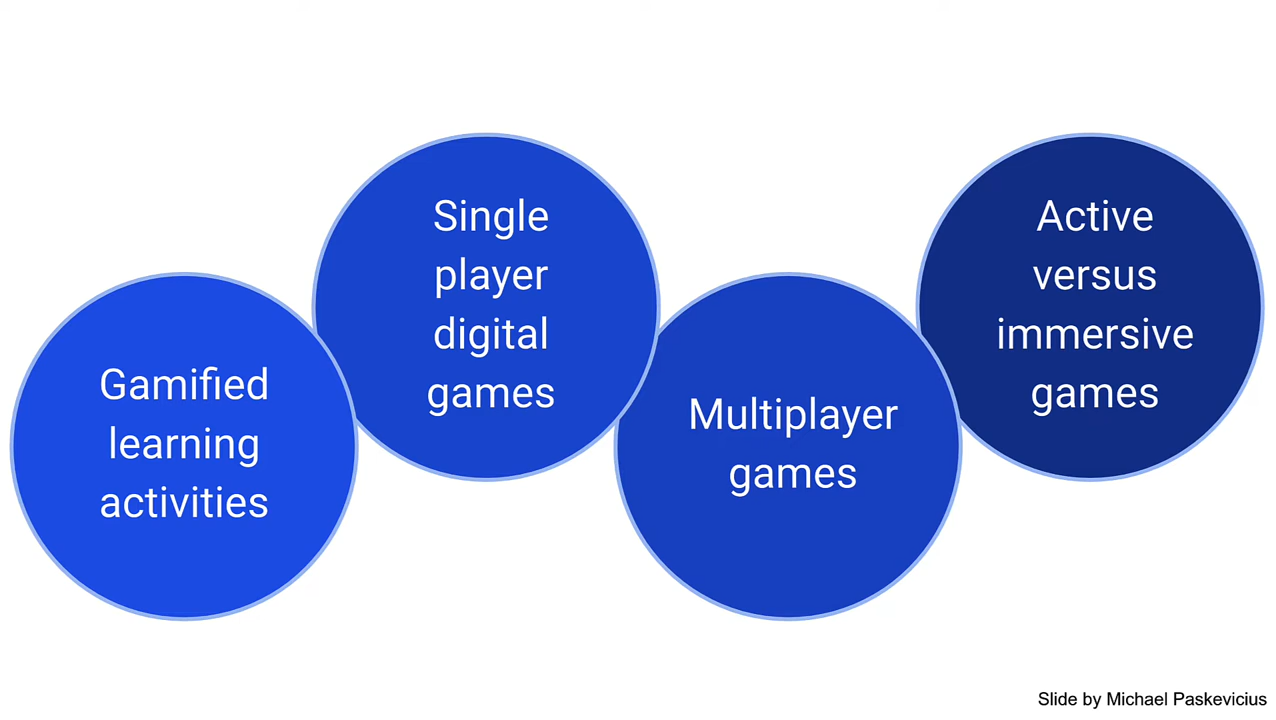 Gamified
learning
activities
Single
player
digital
games
Multiplayer
games
Active
versus
immersive
games
Slide by Michael Paskevicius